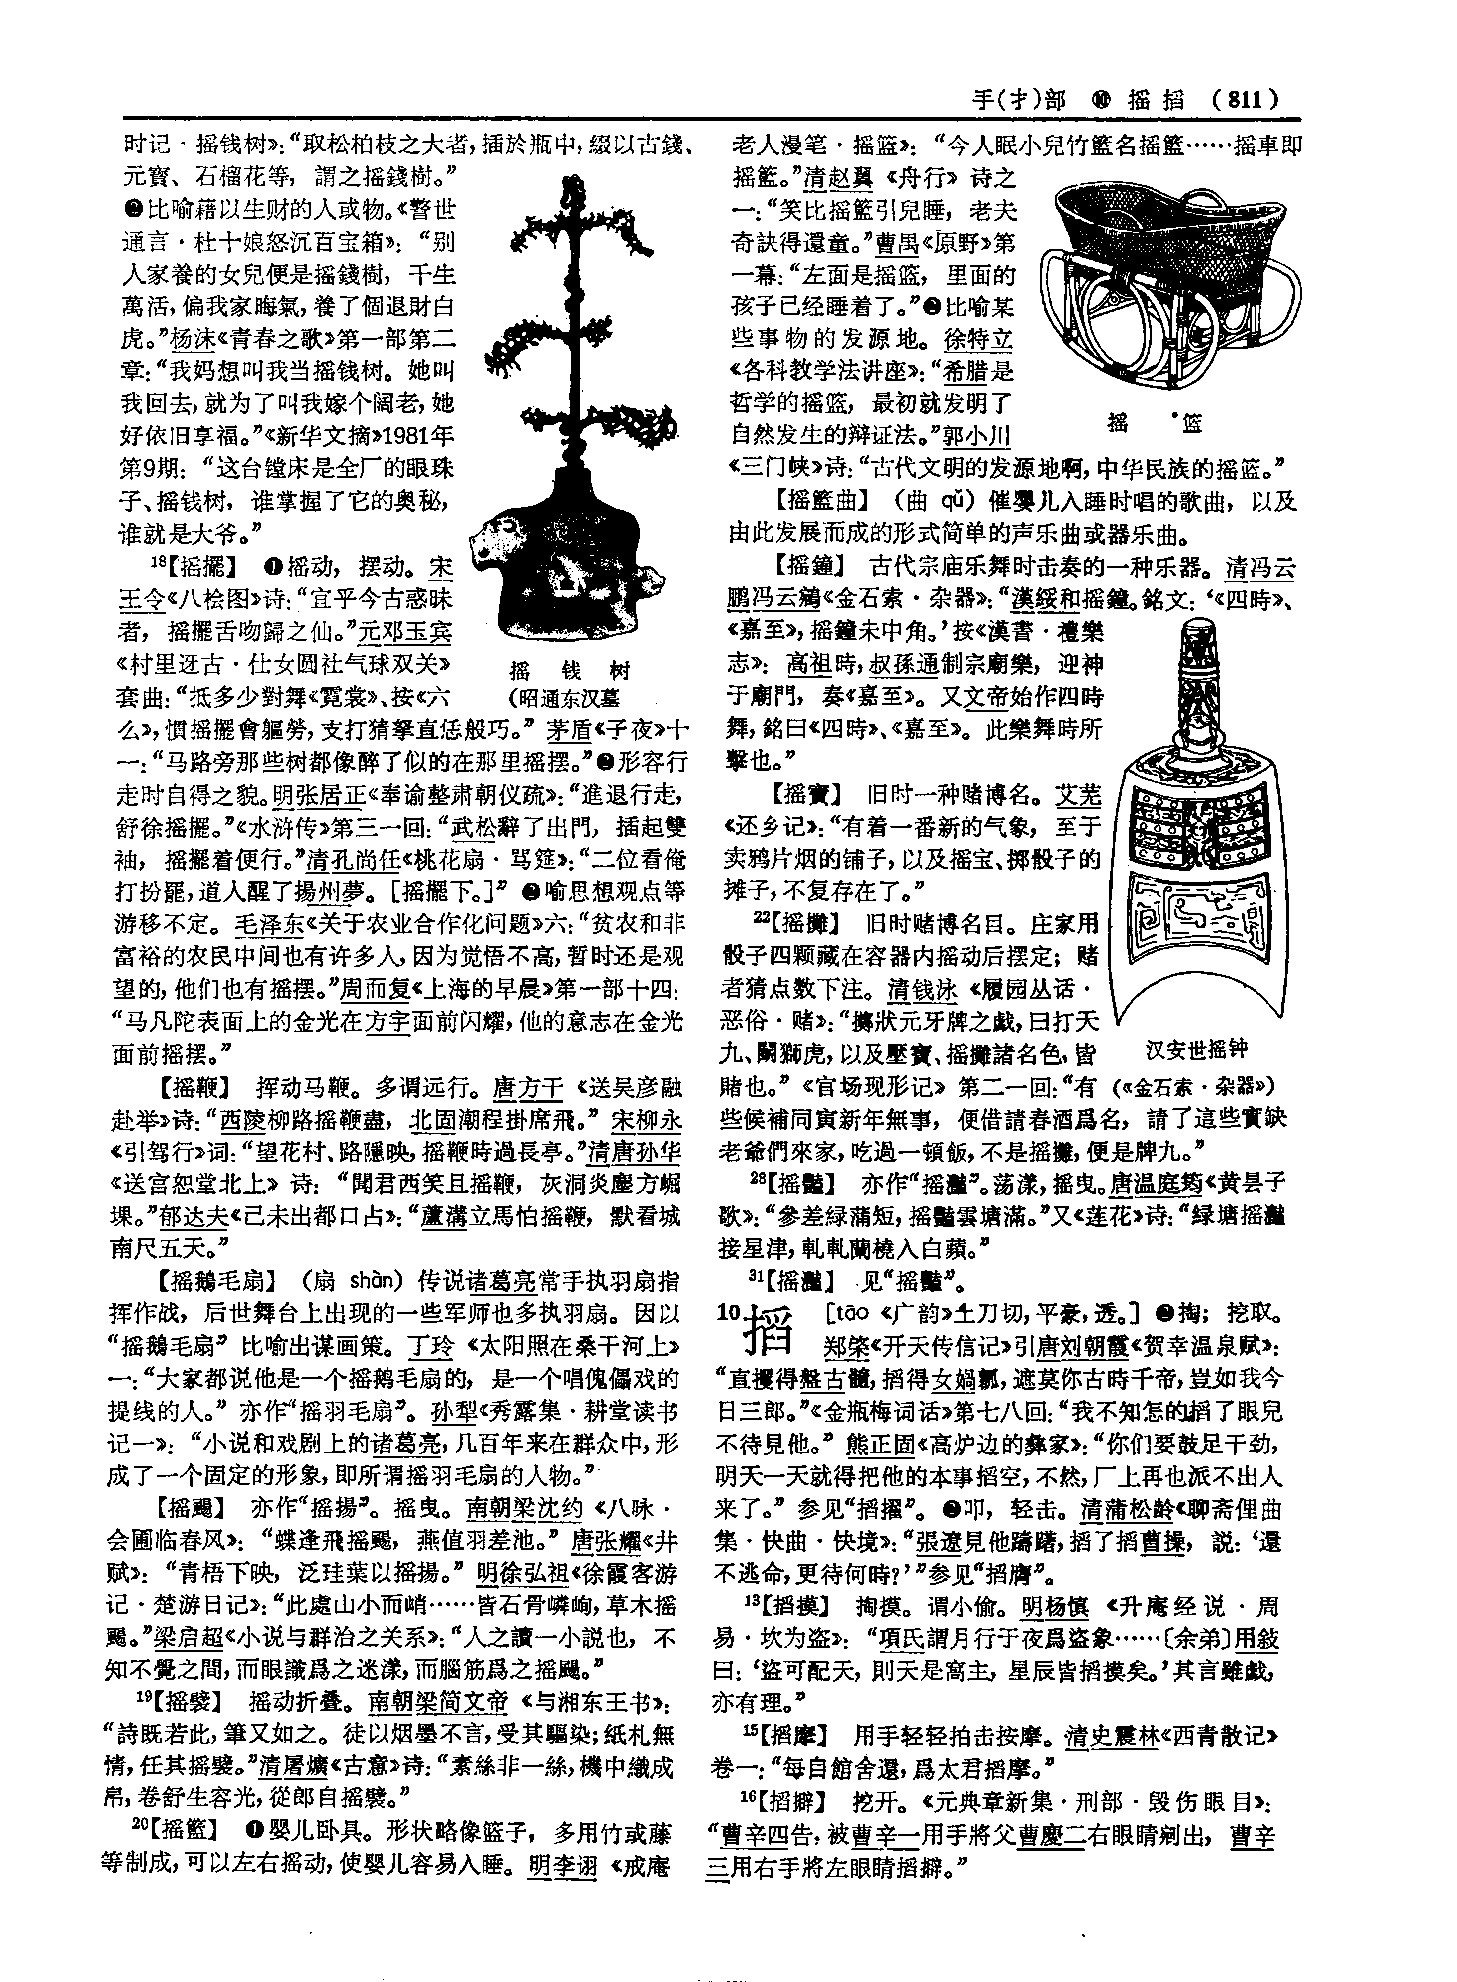 手(扌)部 ⑩ 摇 搯 (811)
时记·摇钱树》：“取松柏枝之大者，插於瓶中，綴以古錢、
元寳、石榴花等，謂之摇錢樹。”
❷比喻藉以生财的人或物。《警世
通言·杜十娘怒沉百宝箱》：“别
人家養的女兒便是摇錢樹，千生
萬活，偏我家晦氣，養了個退財白
虎。”杨沫《青春之歌》第一部第二
章：“我妈想叫我当摇钱树。她叫
我回去，就为了叫我嫁个阔老，她
好依旧享福。”《新华文摘》1981年
第9期：“这台镗床是全厂的眼珠
子、摇钱树，谁掌握了它的奥秘，
谁就是大爷。”
18【摇擺】 ❶摇动，摆动。宋
王令《八桧图》诗：“宜乎今古惑昧
者，摇擺舌吻歸之仙。”元邓玉宾
《村里迓古·仕女圆社气球双关》
套曲：“抵多少對舞《霓裳》、按《六
么》，慣摇擺會軀勞，支打猜拏直恁般巧。”茅盾《子夜》十
一：“马路旁那些树都像醉了似的在那里摇摆。”❷形容行
走时自得之貌。明张居正《奉谕整肃朝仪疏》：“進退行走，
舒徐摇擺。”《水浒传》第三一回：“武松辭了出門，插起雙
袖，摇擺着便行。”清孔尚任《桃花扇·骂筵》：“二位看俺
打扮罷，道人醒了揚州夢。［摇擺下。］” ❸喻思想观点等
游移不定。毛泽东《关于农业合作化问题》六：“贫农和非
富裕的农民中间也有许多人，因为觉悟不高，暂时还是观
望的，他们也有摇摆。”周而复《上海的早晨》第一部十四：
“马凡陀表面上的金光在方宇面前闪耀，他的意志在金光
面前摇摆。”
【摇鞭】 挥动马鞭。多谓远行。唐方干《送吴彦融
赴举》诗：“西陵柳路摇鞭盡，北固潮程掛席飛。”宋柳永
《引驾行》词：“望花村、路隱映，摇鞭時過長亭。”清唐孙华
《送宫恕堂北上》诗：“聞君西笑且摇鞭，灰洞炎塵方堀
堁。”郁达夫《己未出都口占》：“蘆溝立馬怕摇鞭，默看城
南尺五天。”
【摇鵝毛扇】 （扇 shàn）传说诸葛亮常手执羽扇指
挥作战，后世舞台上出现的一些军师也多执羽扇。因以
“摇鵝毛扇”比喻出谋画策。丁玲《太阳照在桑干河上》
一：“大家都说他是一个摇鹅毛扇的，是一个唱傀儡戏的
提线的人。”亦作“摇羽毛扇”。孙犁《秀露集·耕堂读书
记一》：“小说和戏剧上的诸葛亮，几百年来在群众中，形
成了一个固定的形象，即所谓摇羽毛扇的人物。”
【摇颺】 亦作“摇揚”。摇曳。南朝梁沈约《八咏·
会圃临春风》：“蝶逢飛摇颺，燕值羽差池。”唐张耀《井
赋》：“青梧下映，泛珪葉以摇揚。”明徐弘祖《徐霞客游
记·楚游日记》：“此處山小而峭……皆石骨嶙峋，草木摇
颺。”梁启超《小说与群治之关系》：“人之讀一小説也，不
知不覺之間，而眼識爲之迷漾，而腦筋爲之摇颺。”
19【摇襞】 摇动折叠。南朝梁简文帝《与湘东王书》：
“詩既若此，筆又如之。徒以烟墨不言，受其驅染；紙札無
情，任其摇襞。”清屠爌《古意》诗：“素絲非一絲，機中織成
帛，卷舒生容光，從郎自摇襞。”
20【摇籃】 ❶婴儿卧具。形状略像篮子，多用竹或藤
等制成，可以左右摇动，使婴儿容易入睡。明李诩《戒庵
摇 钱 树
（昭通东汉墓
老人漫笔·摇篮》：“今人眠小兒竹籃名摇籃……摇車即
摇籃。”清赵翼《舟行》诗之
一：“笑比摇籃引兒睡，老夫
奇訣得還童。”曹禺《原野》第
一幕：“左面是摇篮，里面的
孩子已经睡着了。”❷比喻某
些事物的发源地。徐特立
《各科教学法讲座》：“希腊是
哲学的摇篮，最初就发明了
自然发生的辩证法。”郭小川
《三门峡》诗：“古代文明的发源地啊，中华民族的摇篮。”
摇 篮
【摇籃曲】 （曲 qǔ）催婴儿入睡时唱的歌曲，以及
由此发展而成的形式简单的声乐曲或器乐曲。
【摇鐘】 古代宗庙乐舞时击奏的一种乐器。清冯云
鹏冯云鹓《金石索·杂器》：“漢綏和摇鐘。銘文：‘《四時》、
《嘉至》，摇鐘未中角。’按《漢書·禮樂
志》：高祖時，叔孫通制宗廟樂，迎神
于廟門，奏《嘉至》。又文帝始作四時
舞，銘曰《四時》、《嘉至》。此樂舞時所
擊也。”
【摇寳】 旧时一种赌博名。艾芜
《还乡记》：“有着一番新的气象，至于
卖鸦片烟的铺子，以及摇宝、掷骰子的
摊子，不复存在了。”
22【摇攤】 旧时赌博名目。庄家用
骰子四颗藏在容器内摇动后摆定；赌
者猜点数下注。清钱泳《履园丛话·
恶俗·赌》：“擲狀元牙牌之戯，曰打天
九、鬭獅虎，以及壓寳、摇攤諸名色，皆
賭也。”《官场现形记》第二一回：“有
些候補同寅新年無事，便借請春酒爲名，請了這些實缺
老爺們來家，吃過一頓飯，不是摇攤，便是牌九。”
汉安世摇钟
（《金石索·杂器》）
28【摇豔】 亦作“摇灔”。荡漾，摇曳。唐温庭筠《黄昙子
歌》：“參差绿蒲短，摇豔雲塘滿。”又《莲花》诗：“緑塘摇灔
接星津，軋軋蘭橈入白蘋。”
31【摇灔】 见“摇豔”。
10搯 ［tāo《广韵》土刀切，平豪，透。］❶掏；挖取。
郑棨《开天传信记》引唐刘朝霞《贺幸温泉赋》：
“直攫得盤古髓，搯得女媧瓢，遮莫你古時千帝，豈如我今
日三郎。”《金瓶梅词话》第七八回：“我不知怎的搯了眼兒
不待見他。”熊正固《高炉边的彝家》：“你们要鼓足干劲，
明天一天就得把他的本事搯空，不然，厂上再也派不出人
来了。”参见“搯擢”。❷叩，轻击。清蒲松龄《聊斋俚曲
集·快曲·快境》：“張遼見他躊躇，搯了搯曹操，説：‘還
不逃命，更待何時？’”参见“搯膺”。
13【搯摸】 掏摸。谓小偷。明杨慎《升庵经说·周
易·坎为盗》：“項氏謂月行于夜爲盜象……〔余弟〕用敍
曰：‘盜可配天，則天是窩主，星辰皆搯摸矣。’其言雖戯，
亦有理。”
15【搯摩】 用手轻轻拍击按摩。清史震林《西青散记》
卷一：“每自館舍還，爲太君搯摩。”
16【搯擗】 挖开。《元典章新集·刑部·毁伤眼目》：
“曹辛四告，被曹辛一用手將父曹慶二右眼睛剜出，曹辛
三用右手將左眼睛搯擗。”